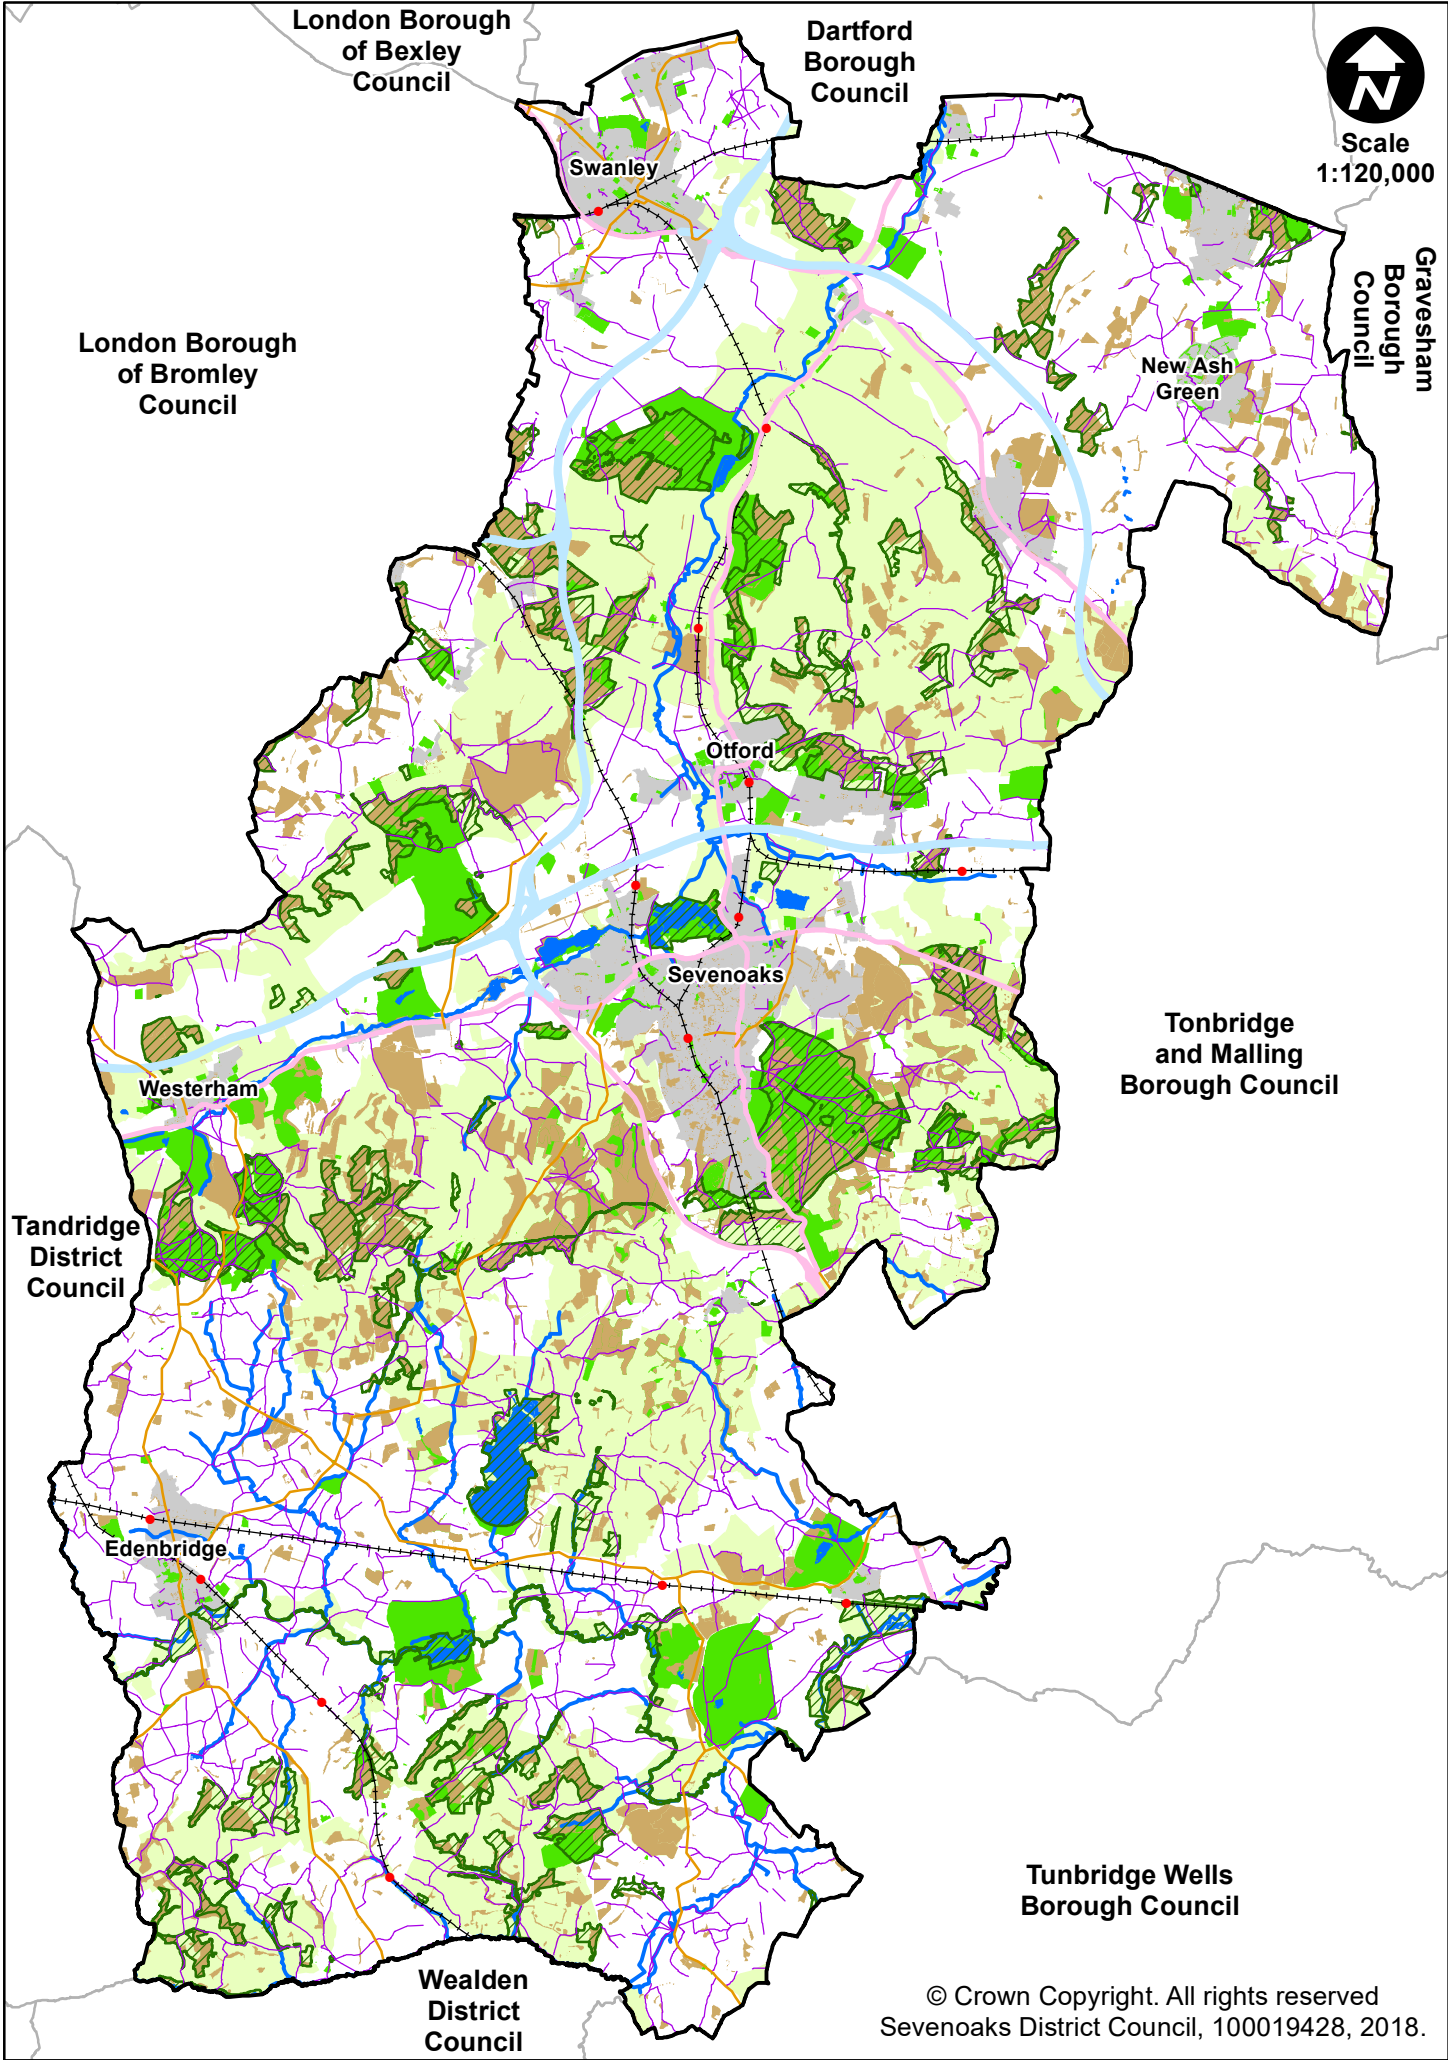 London Borough
of Bexley
Council
Dartford
Borough
Council
N
Scale
1:120,000
Swanley
Gravesham
Borough
Council
London Borough
of Bromley
Council
New Ash
Green
Otford
Sevenoaks
Tonbridge
and Malling
Borough Council
Westerham
Tandridge
District
Council
Edenbridge
Tunbridge Wells
Borough Council
Wealden
District
Council
© Crown Copyright. All rights reserved
Sevenoaks District Council, 100019428, 2018.